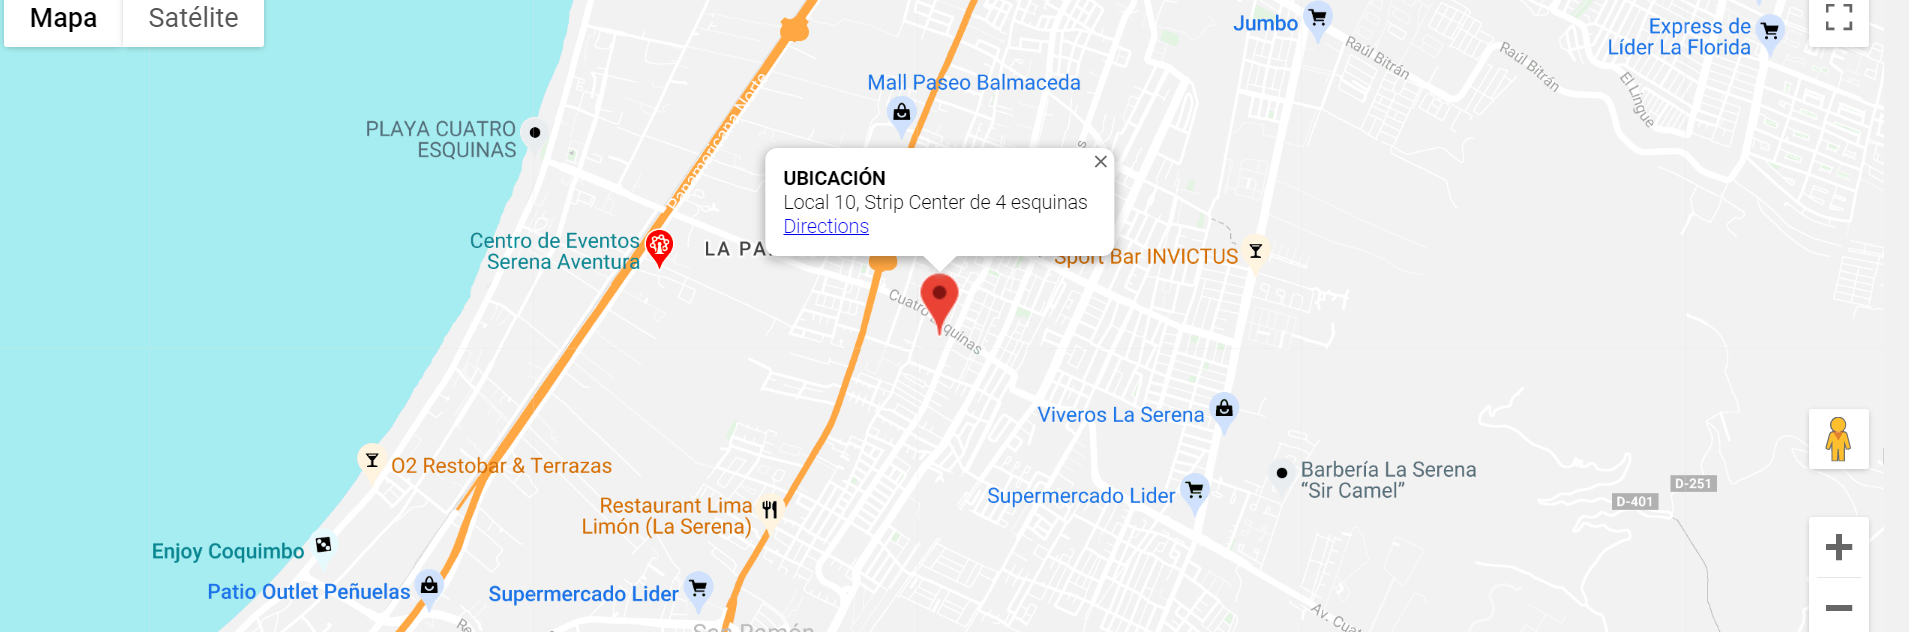 Mapa
Satélite
Jumbo
Express de
Líder La Florida
Raúl Bitrán
Raúl Bitrán
El Lingue
Mall Paseo Balmaceda
Panamericana Norte
PLAYA CUATRO
ESQUINAS
UBICACIÓN
Local 10, Strip Center de 4 esquinas
Directions
Centro de Eventos
Serena Aventura
LA PA
Sport Bar INVICTUS
Cuatro Esquinas
Viveros La Serena
O2 Restobar & Terrazas
Barbería La Serena
“Sir Camel”
D-251
D-401
Supermercado Lider
Restaurant Lima
Limón (La Serena)
Enjoy Coquimbo
Patio Outlet Peñuelas
Supermercado Lider
Av. Cuat
Re
San Ramón